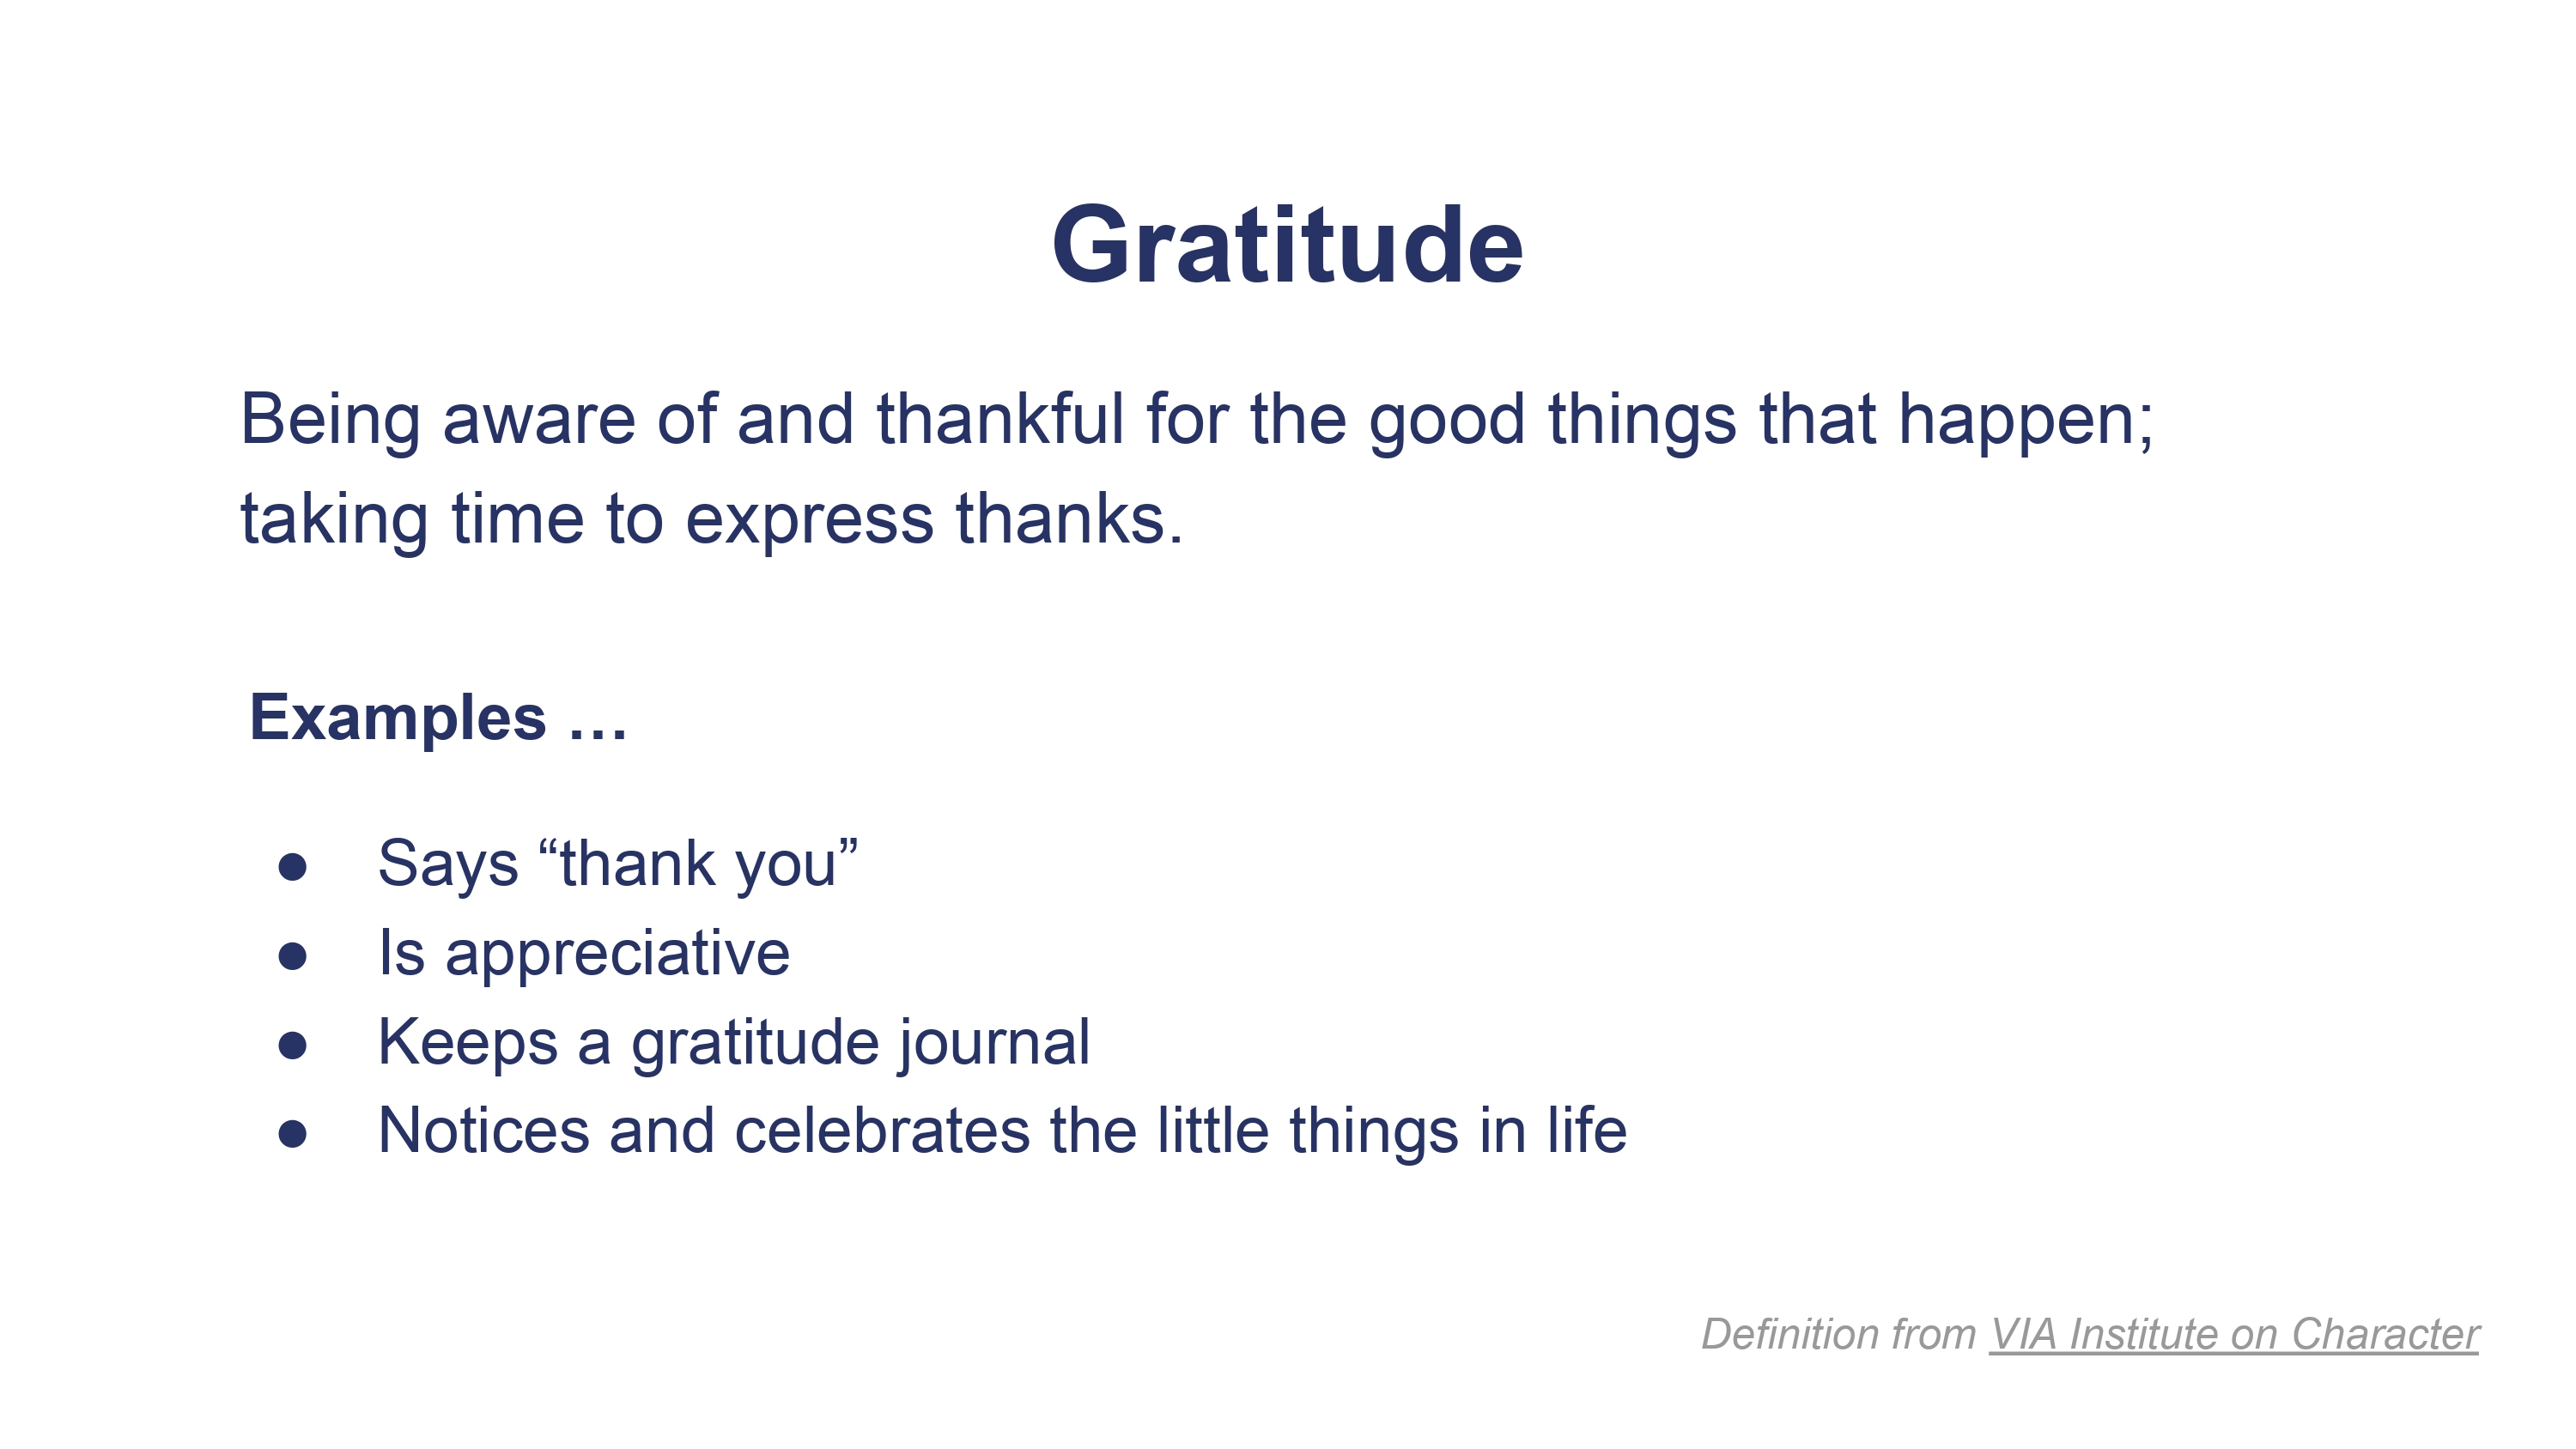 Gratitude
Being aware of and thankful for the good things that happen;
taking time to express thanks.
Examples …
● Says “thank you”
● Is appreciative
● Keeps a gratitude journal
● Notices and celebrates the little things in life
Definition from VIA Institute on Character